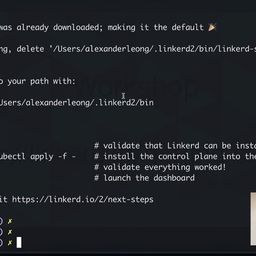 was already downloaded; making it the default 🎉
ng, delete '/Users/alexanderleong/.linkerd2/bin/linkerd-s
o your path with:
sers/alexanderleong/.linkerd2/bin
# validate that Linkerd can be insta
ubectl apply -f - # install the control plane into the
# validate everything worked!
# launch the dashboard
it https://linkerd.io/2/next-steps
) ✗
) ✗
) ✗